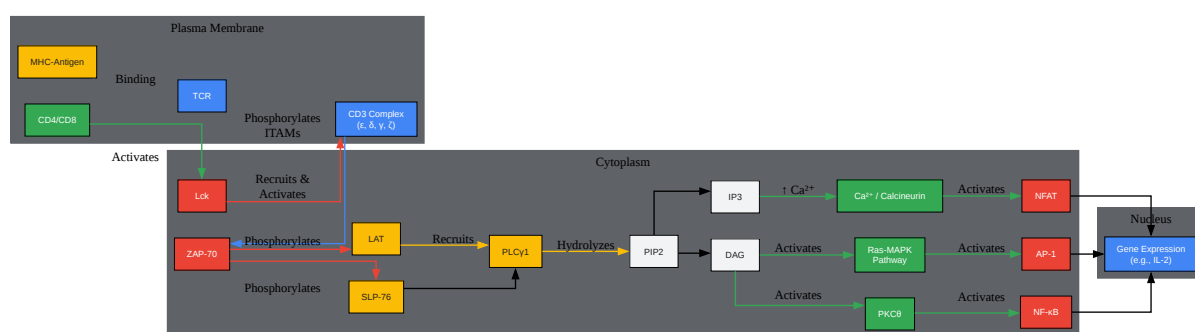 Plasma Membrane
MHC-Antigen
Binding
TCR
CD4/CD8
Phosphorylates
ITAMs
CD3 Complex
(ε, δ, γ, ζ)
Activates
Cytoplasm
Lck
Recruits &
Activates
IP3
↑ Ca²⁺
Ca²⁺ / Calcineurin
Activates
NFAT
Nucleus
ZAP-70
Phosphorylates
LAT
Recruits
PLCγ1
Hydrolyzes
PIP2
DAG
Activates
Ras-MAPK
Pathway
Activates
AP-1
Gene Expression
(e.g., IL-2)
Phosphorylates
SLP-76
Activates
PKCθ
Activates
NF-κB